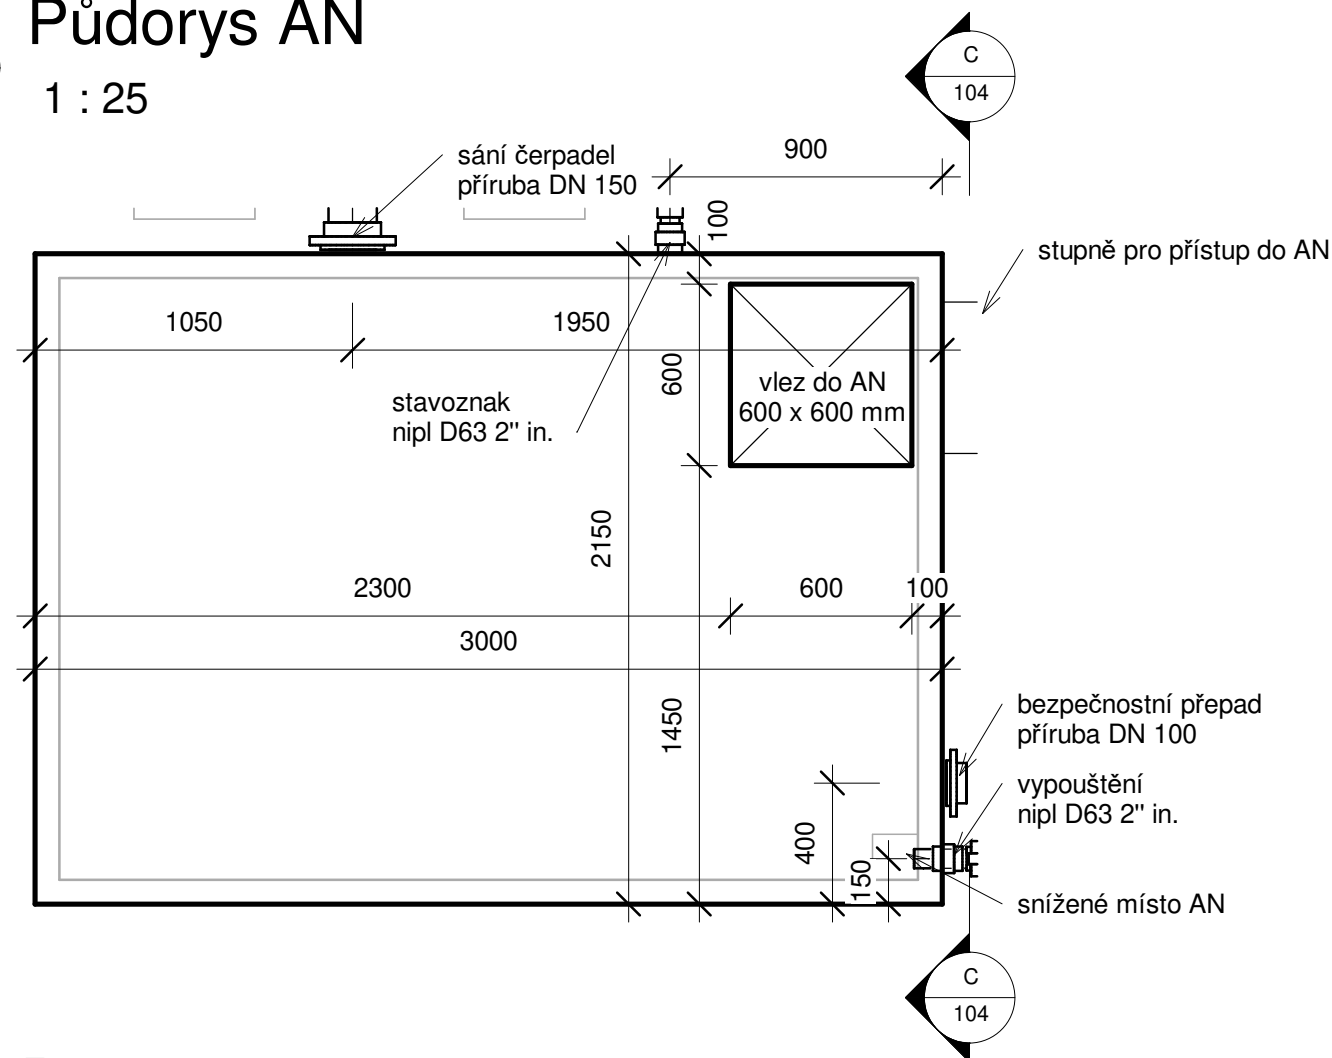 Půdorys AN
1 : 25
C
104
900
sání čerpadel
příruba DN 150
100
stupně pro přístup do AN
1050
1950
600
vlez do AN
600 x 600 mm
stavoznak
nipl D63 2" in.
2150
2300
600
100
3000
1450
bezpečnostní přepad
příruba DN 100
vypouštění
nipl D63 2" in.
400
150
snížené místo AN
C
104